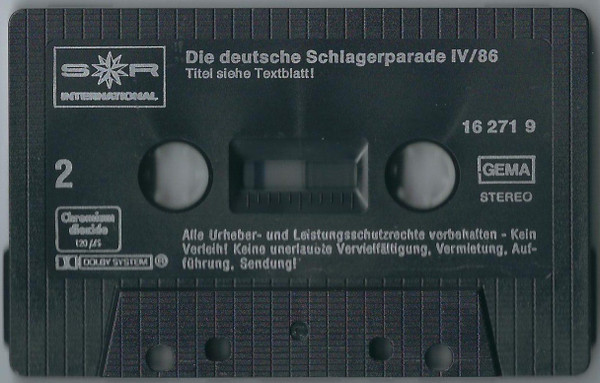 S✷R
INTERNATIONAL
Die deutsche Schlagerparade IV/86
Titel siehe Textblatt!
16 271 9
2
GEMA
STEREO
Chromium
dioxide
120 µS
DOLBY SYSTEM ®
Alle Urheber- und Leistungsschutzrechte vorbehalten - Kein
Verleih! Keine unerlaubte Vervielfältigung, Vermietung, Auf-
führung, Sendung!